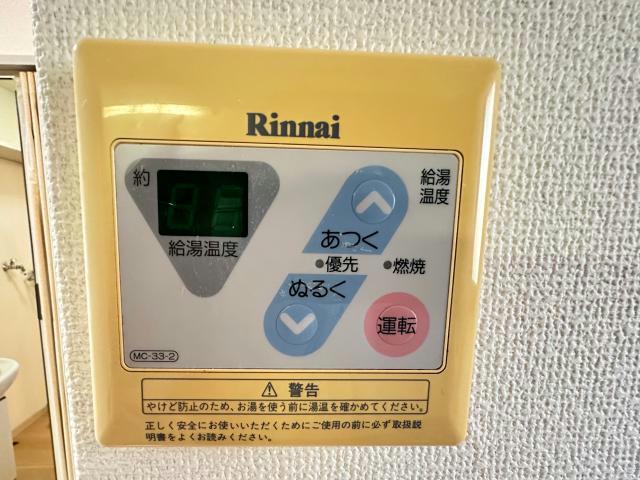 Rinnai
約
給湯温度
給湯
温度
あつく
優先
燃焼
ぬるく
運転
MC-33-2
⚠ 警告
やけど防止のため、お湯を使う前に湯温を確かめてください。
正しく安全にお使いいただくためにご使用の前に必ず取扱説
明書をよくお読みください。